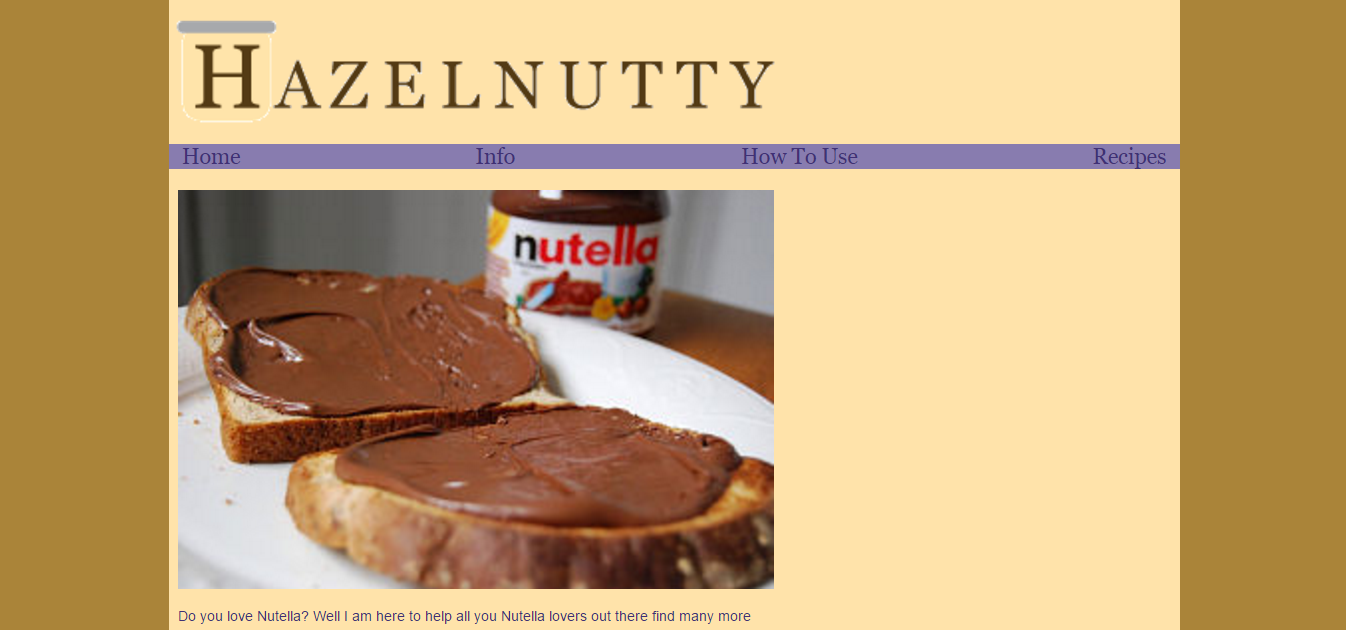 HAZELNUTTY
Home Info How To Use Recipes
nutella
Do you love Nutella? Well I am here to help all you Nutella lovers out there find many more